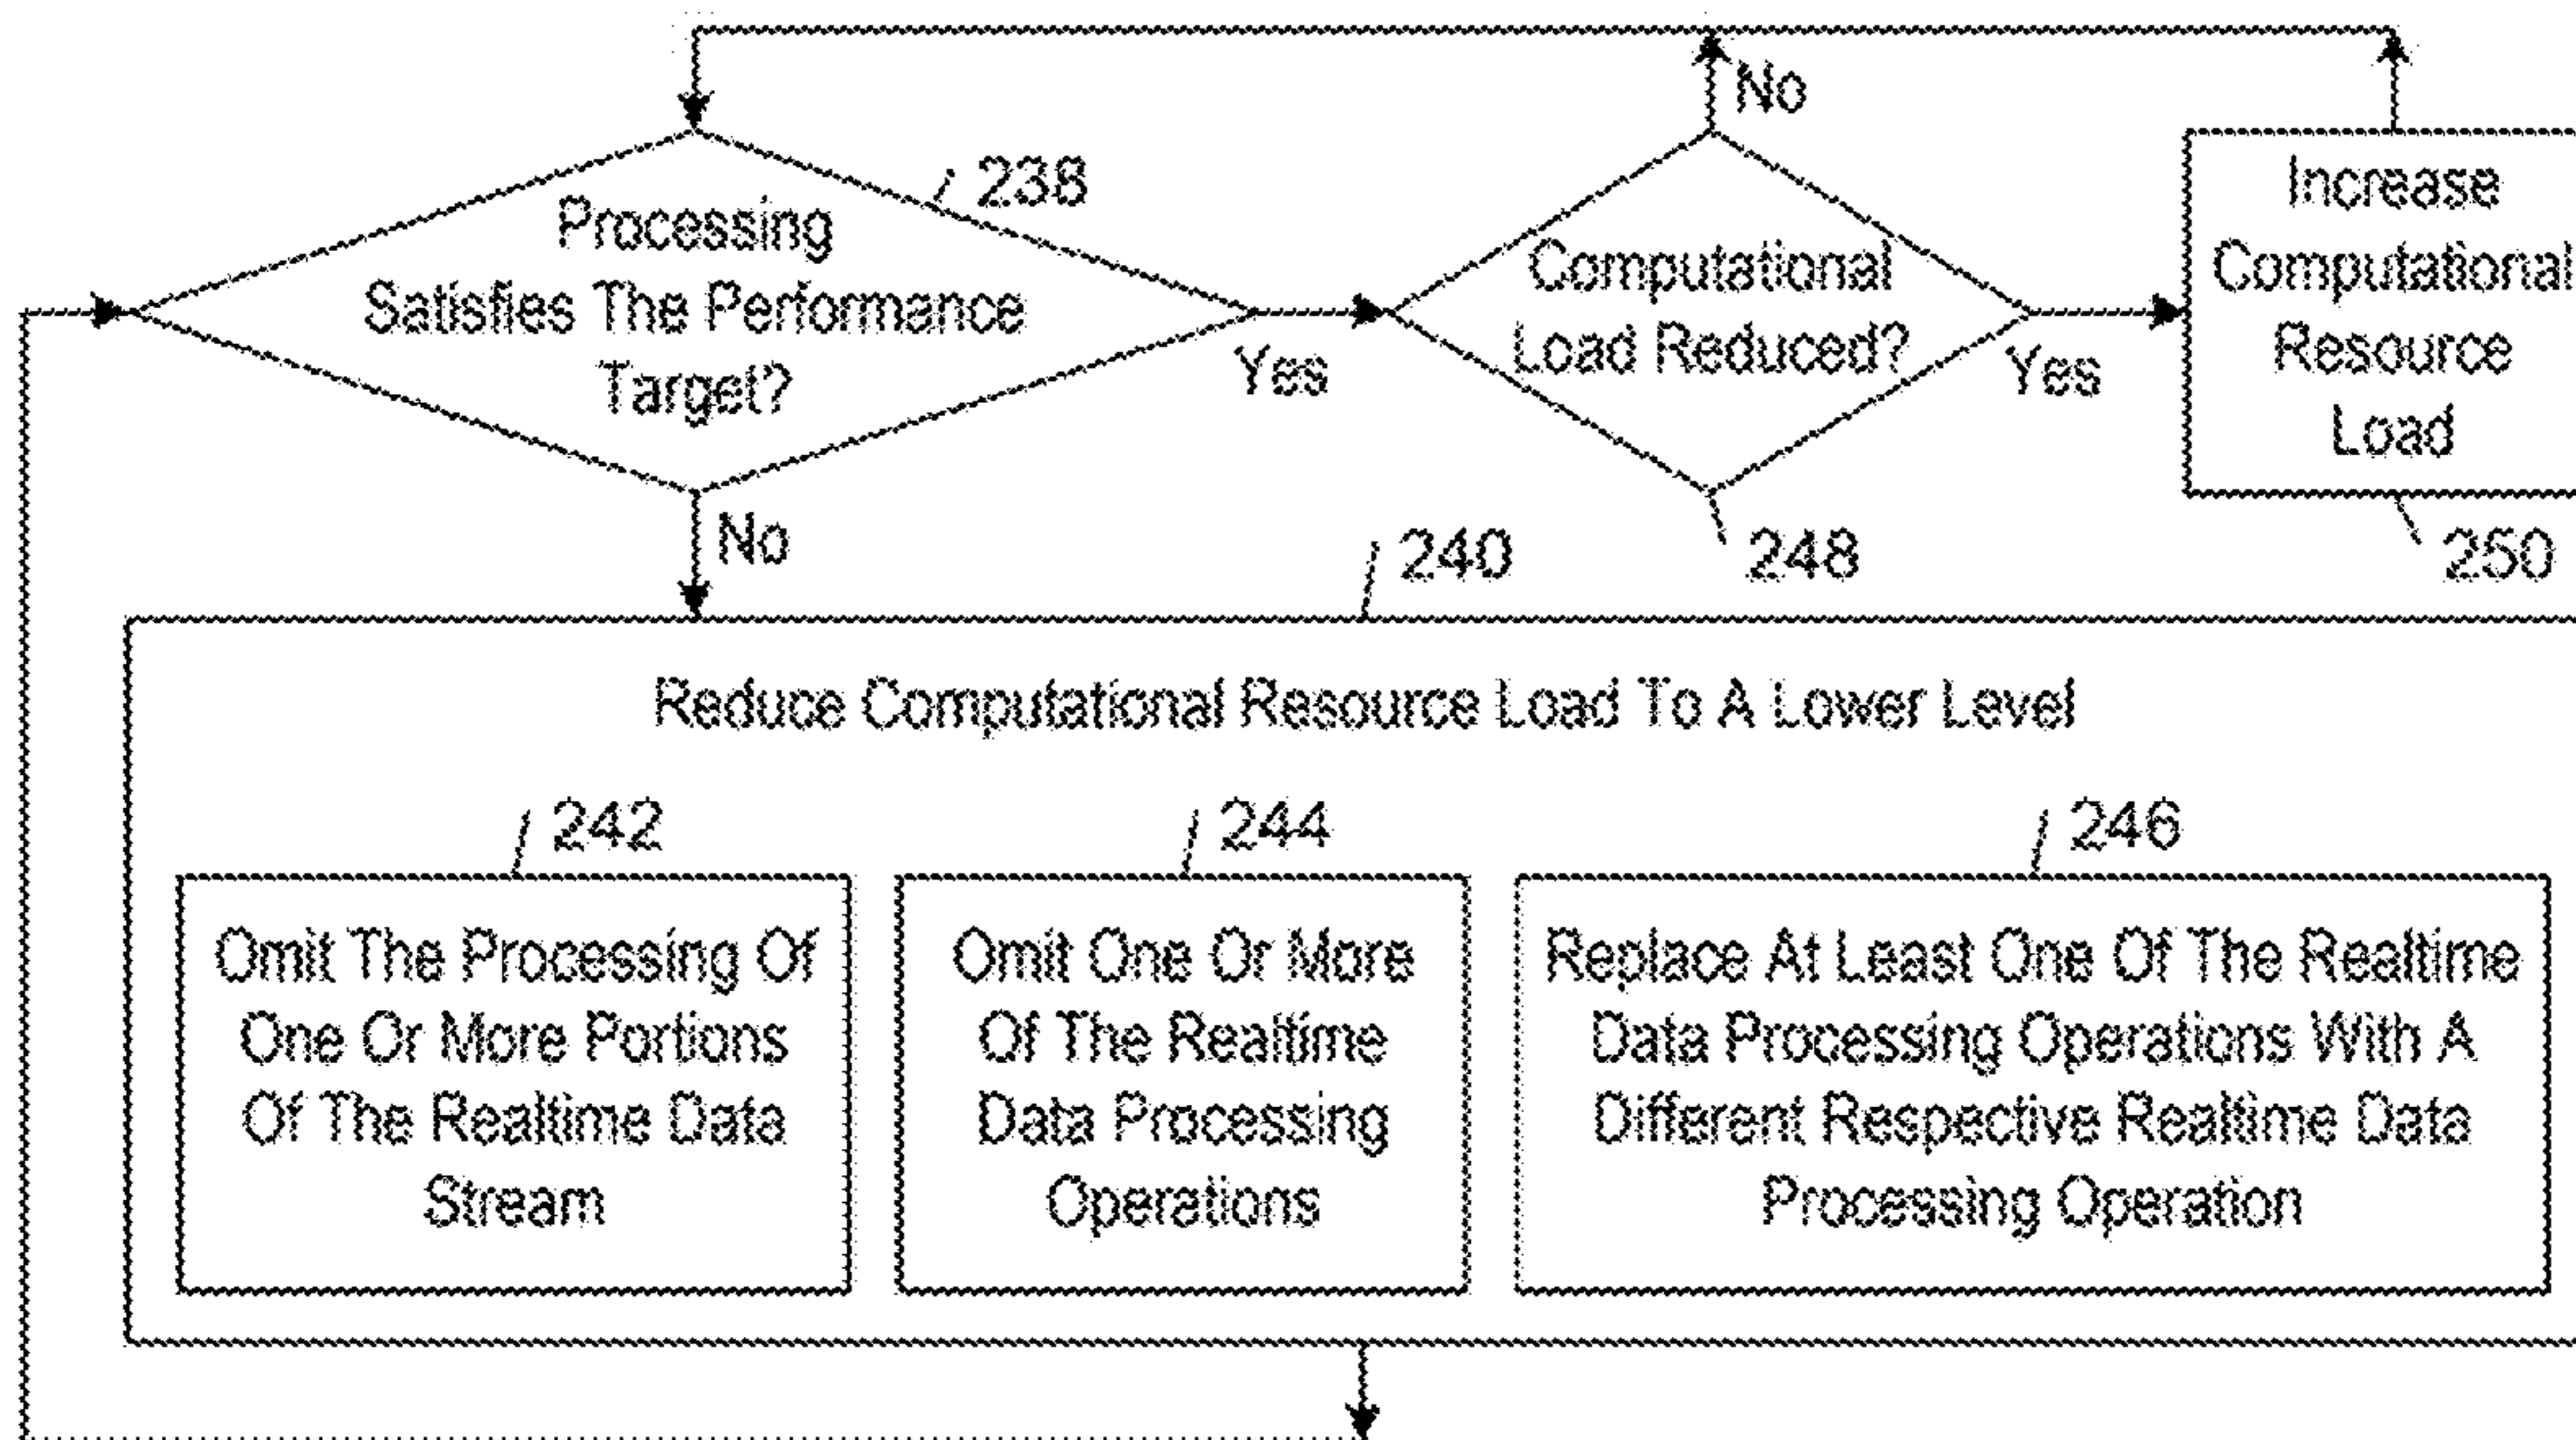 No
238
Processing
Satisfies The Performance
Target?
Yes
No
Computational
Load Reduced?
Yes
248
Increase
Computational
Resource
Load
250
240
Reduce Computational Resource Load To A Lower Level
242
Omit The Processing Of
One Or More Portions
Of The Realtime Data
Stream
244
Omit One Or More
Of The Realtime
Data Processing
Operations
246
Replace At Least One Of The Realtime
Data Processing Operations With A
Different Respective Realtime Data
Processing Operation